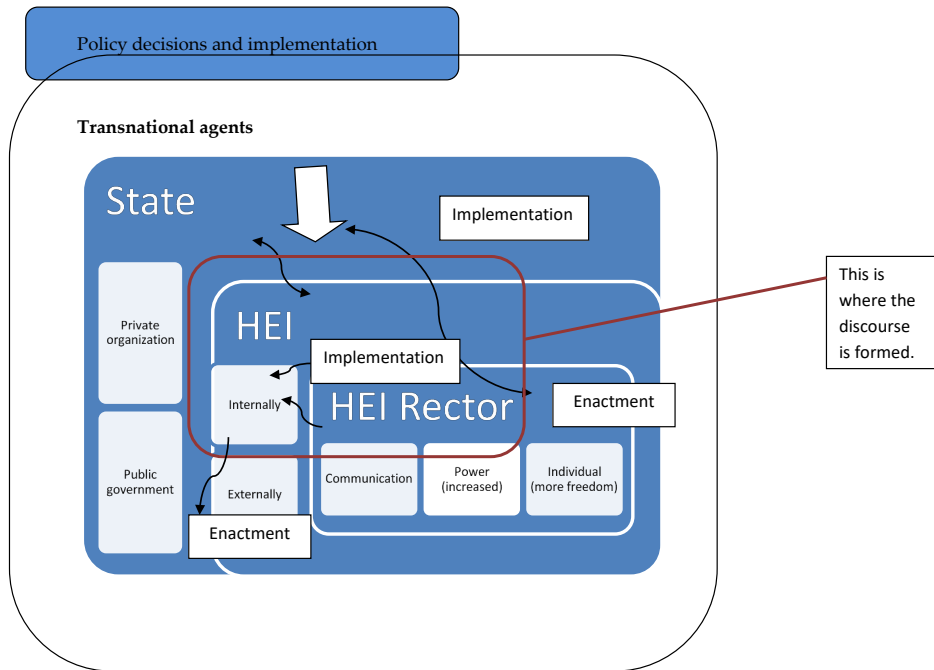 Policy decisions and implementation
Transnational agents
State
Implementation
This is
where the
discourse
is formed.
Private
organization
HEI
Implementation
Internally
HEI Rector
Enactment
Public
government
Externally
Communication
Power
(increased)
Individual
(more freedom)
Enactment